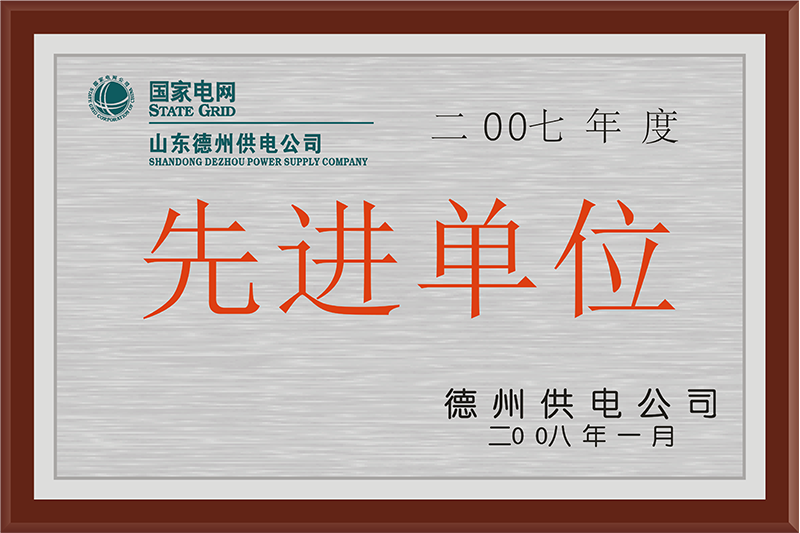 国家电网
STATE GRID
山东德州供电公司
SHANDONG DEZHOU POWER SUPPLY COMPANY
二00七年度
先进单位
德州供电公司
二00八年一月